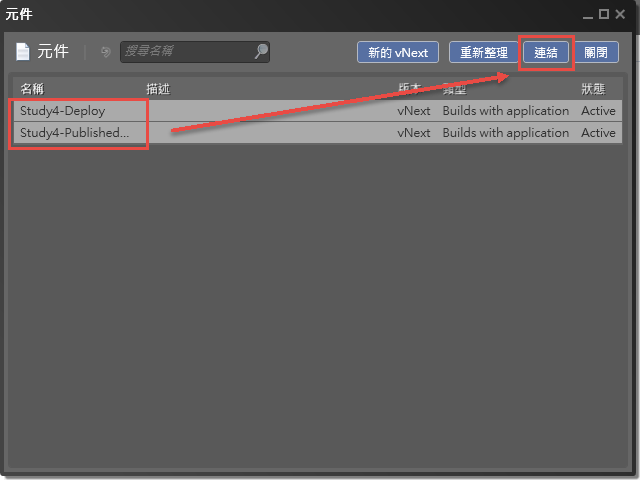 元件
元件 搜尋名稱 新的 vNext 重新整理 連結 關閉
名稱 描述 版本 類型 狀態
Study4-Deploy vNext Builds with application Active
Study4-Published... vNext Builds with application Active